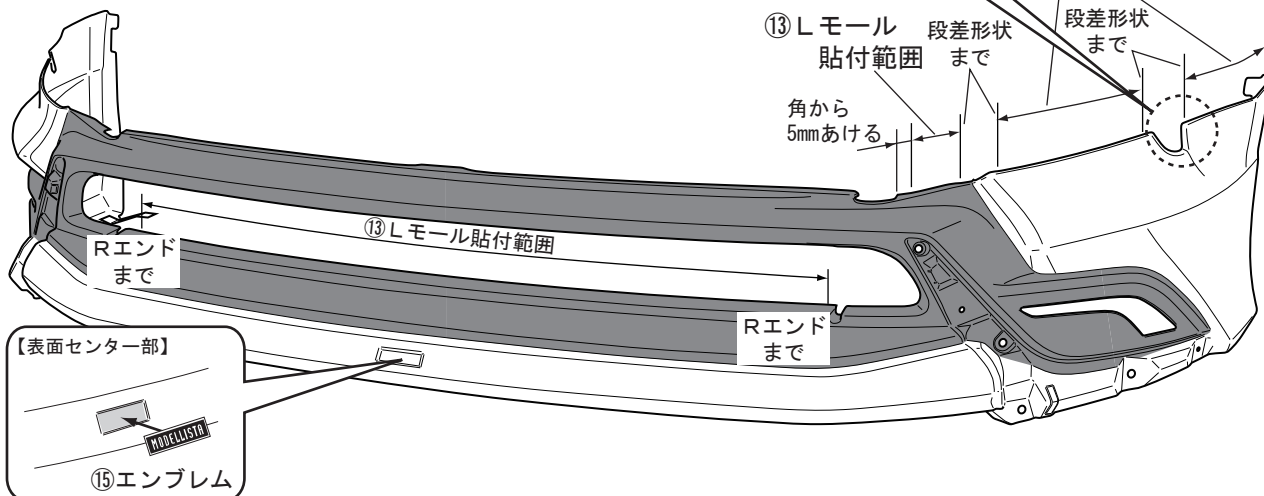 ⑬Ｌモール
貼付範囲
段差形状
まで
段差形状
まで
角から
5mmあける
⑬Ｌモール貼付範囲
Rエンド
まで
Rエンド
まで
【表面センター部】
MODELLISTA
⑮エンブレム